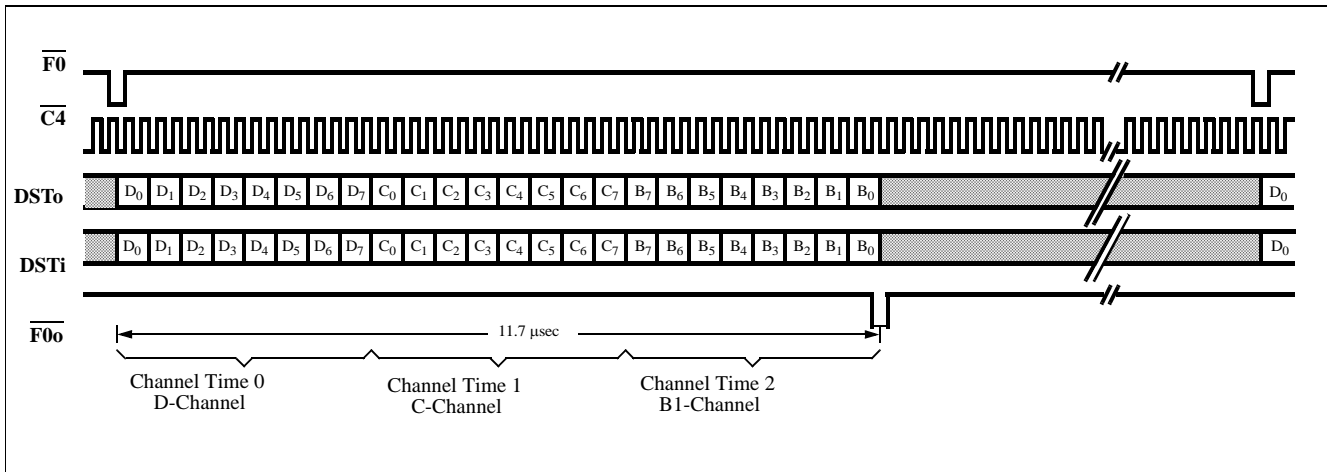 F0
C4
DSTo D₀ D₁ D₂ D₃ D₄ D₅ D₆ D₇ C₀ C₁ C₂ C₃ C₄ C₅ C₆ C₇ B₇ B₆ B₅ B₄ B₃ B₂ B₁ B₀ D₀
DSTi D₀ D₁ D₂ D₃ D₄ D₅ D₆ D₇ C₀ C₁ C₂ C₃ C₄ C₅ C₆ C₇ B₇ B₆ B₅ B₄ B₃ B₂ B₁ B₀ D₀
F0o
11.7 μsec
Channel Time 0
D-Channel
Channel Time 1
C-Channel
Channel Time 2
B1-Channel